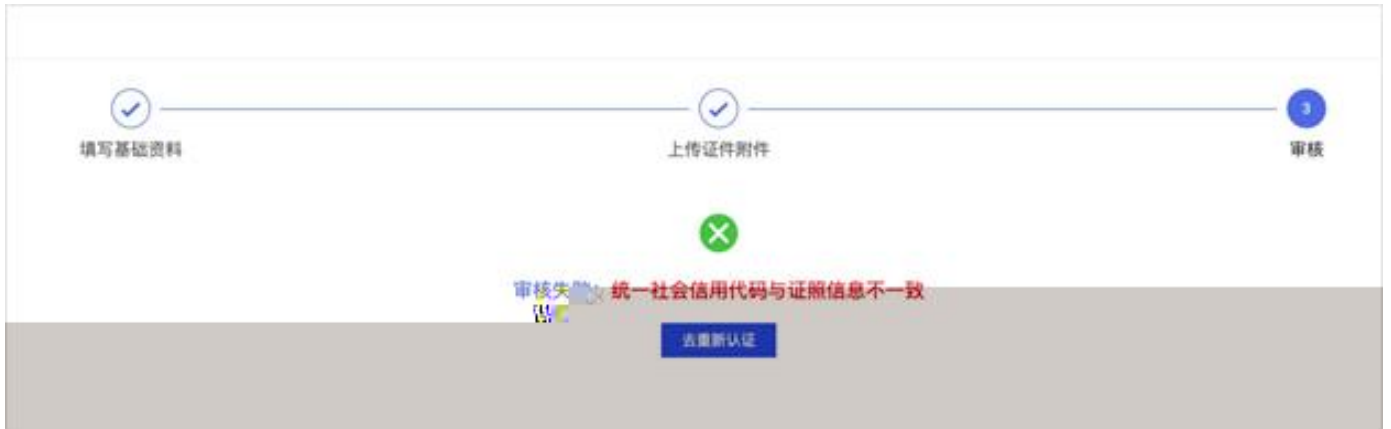 填写基础资料
上传证件附件
3
审核
审核失 统一社会信用代码与证照信息不一致
去重新认证